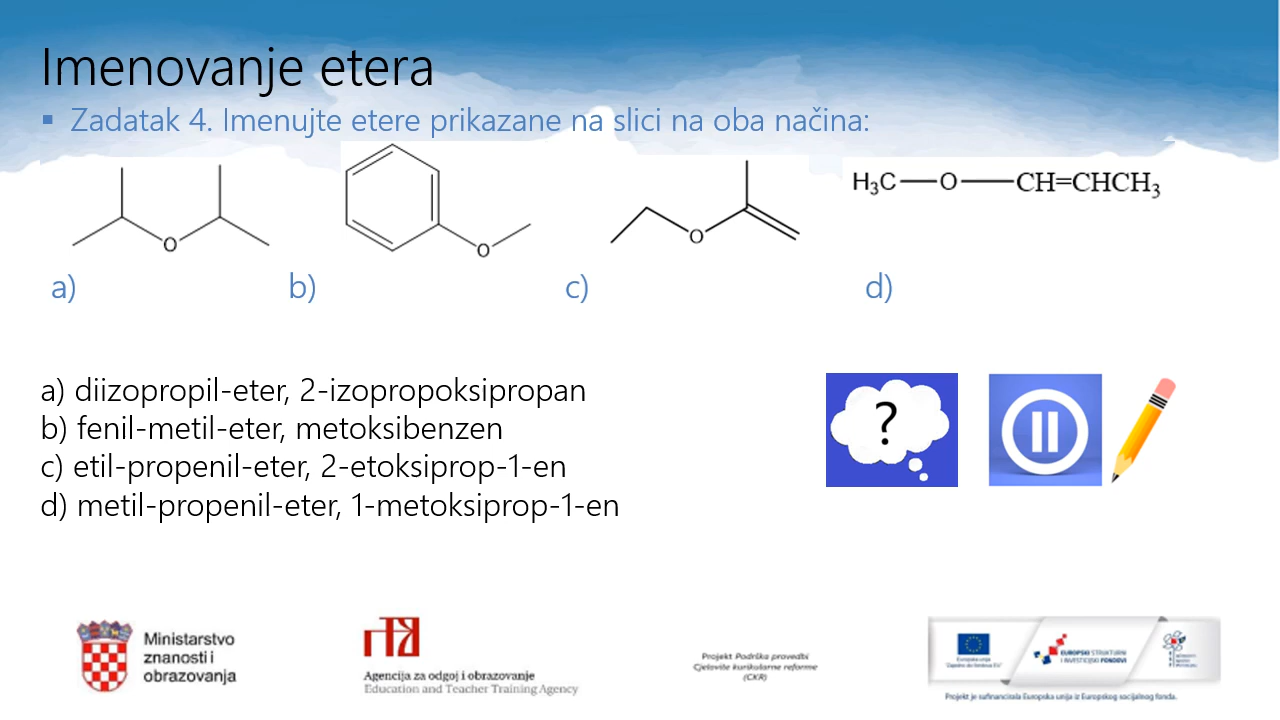 Imenovanje etera
▪ Zadatak 4. Imenujte etere prikazane na slici na oba načina:
O
O
O
H₃C—O—CH=CHCH₃
a) b) c) d)
a) diizopropil-eter, 2-izopropoksipropan
b) fenil-metil-eter, metoksibenzen
c) etil-propenil-eter, 2-etoksiprop-1-en
d) metil-propenil-eter, 1-metoksiprop-1-en
?
Ministarstvo
znanosti i
obrazovanja
Agencija za odgoj i obrazovanje
Education and Teacher Training Agency
Projekt Podrška provedbi
Cjelovite kurikularne reforme
(CKR)
Europska unija
EUROPSKI STRUKTURNI
I INVESTICIJSKI FONDOVI
Projekt je sufinancirala Europska unija iz Europskog socijalnog fonda.